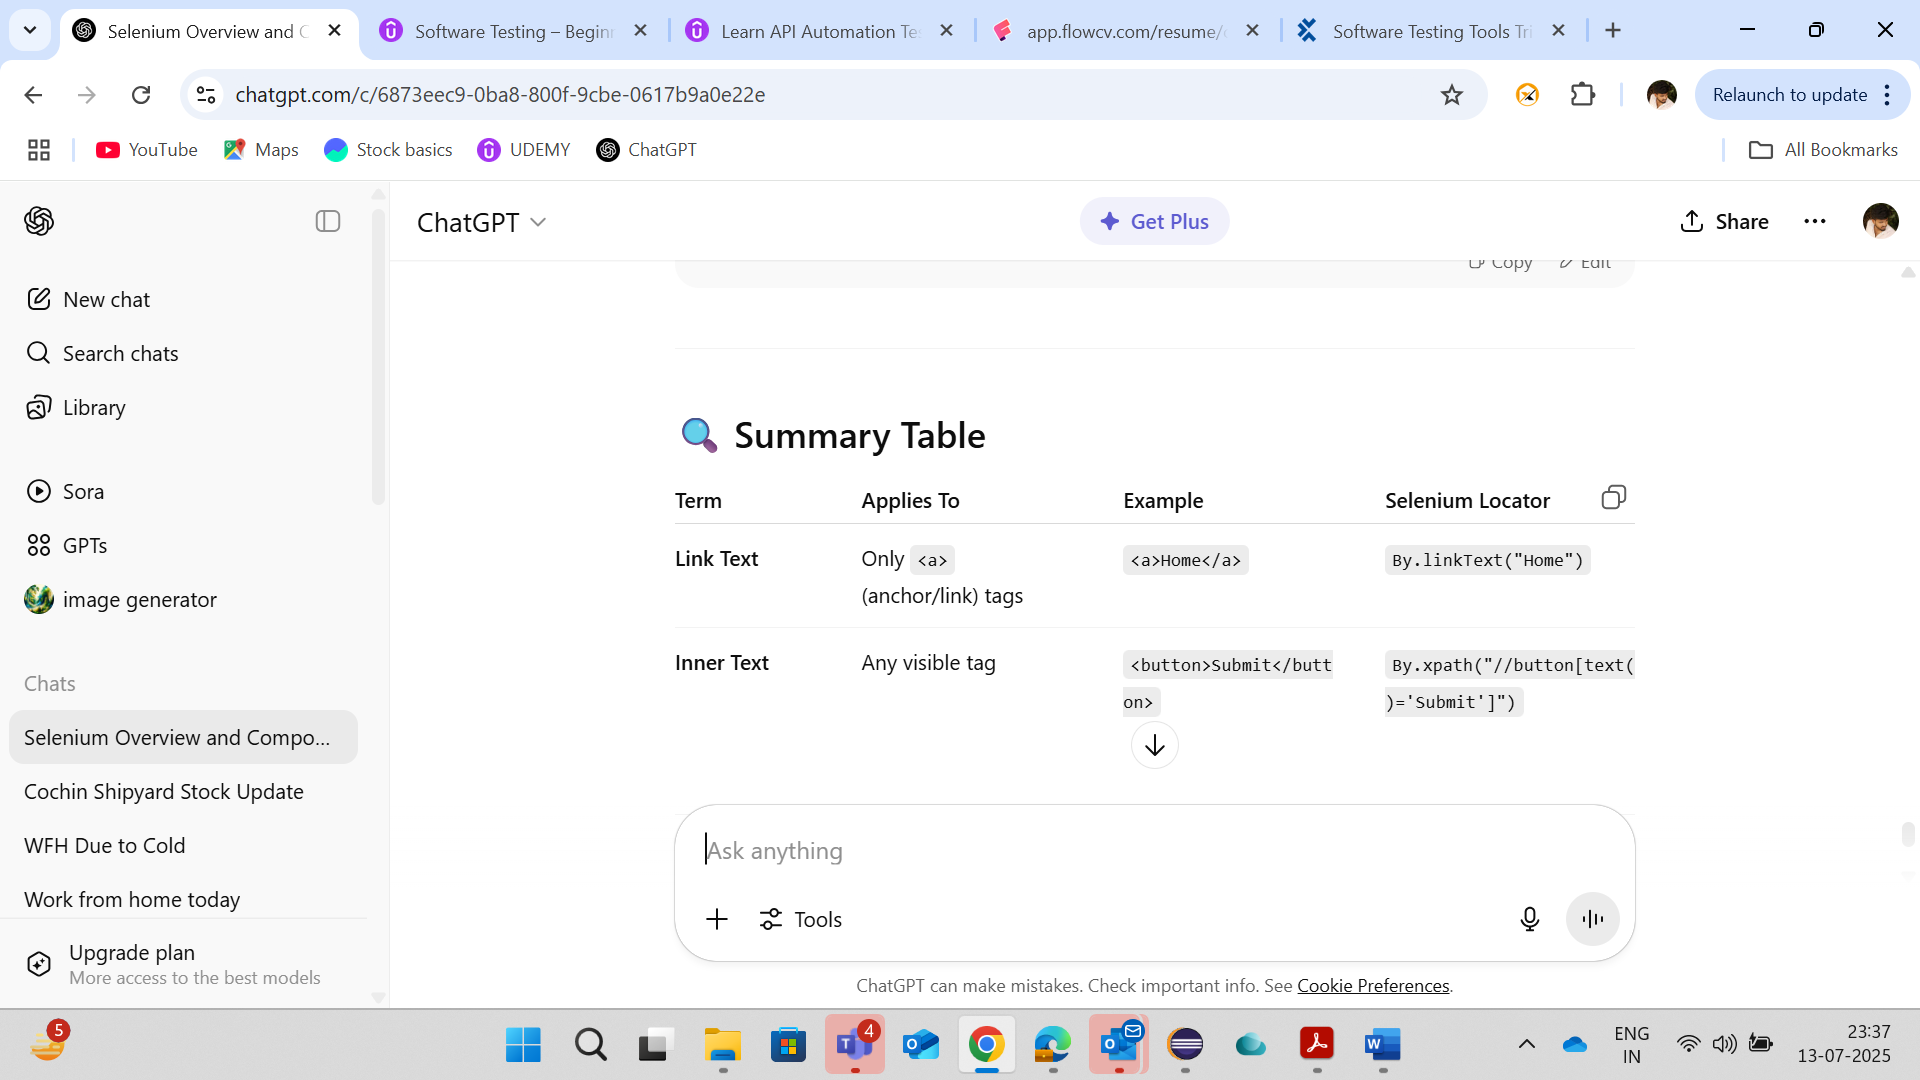 Selenium Overview and C
Software Testing – Begin
Learn API Automation Te
app.flowcv.com/resume/
Software Testing Tools Tri
chatgpt.com/c/6873eec9-0ba8-800f-9cbe-0617b9a0e22e
Relaunch to update
YouTube
Maps
Stock basics
UDEMY
ChatGPT
All Bookmarks
ChatGPT
Get Plus
Share
Copy
Edit
New chat
Search chats
Library
Sora
GPTs
image generator
Chats
Selenium Overview and Compo...
Cochin Shipyard Stock Update
WFH Due to Cold
Work from home today
Upgrade plan
More access to the best models
Summary Table
Term Applies To Example Selenium Locator
Link Text Only <a> <a>Home</a> By.linkText("Home")
(anchor/link) tags
Inner Text Any visible tag <button>Submit</butt By.xpath("//button[text(
on> )='Submit']")
Ask anything
Tools
ChatGPT can make mistakes. Check important info. See Cookie Preferences.
5
4
ENG
IN
23:37
13-07-2025